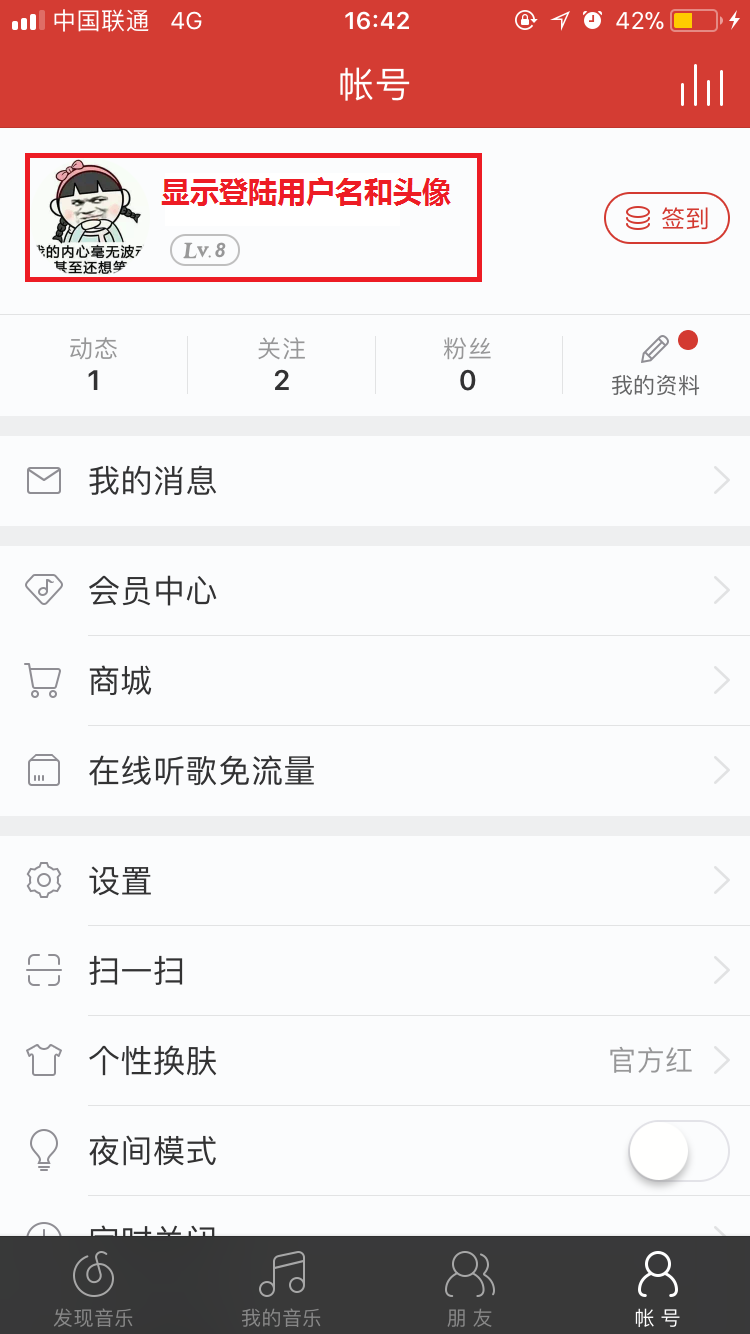 中国联通 4G 16:42 42%
帐号
显示登陆用户名和头像
Lv.8
我的内心毫无波动
甚至还想笑
签到
动态 关注 粉丝
1 2 0
我的资料
我的消息
会员中心
商城
在线听歌免流量
设置
扫一扫
个性换肤 官方红
夜间模式
定时关闭
发现音乐 我的音乐 朋友 帐号